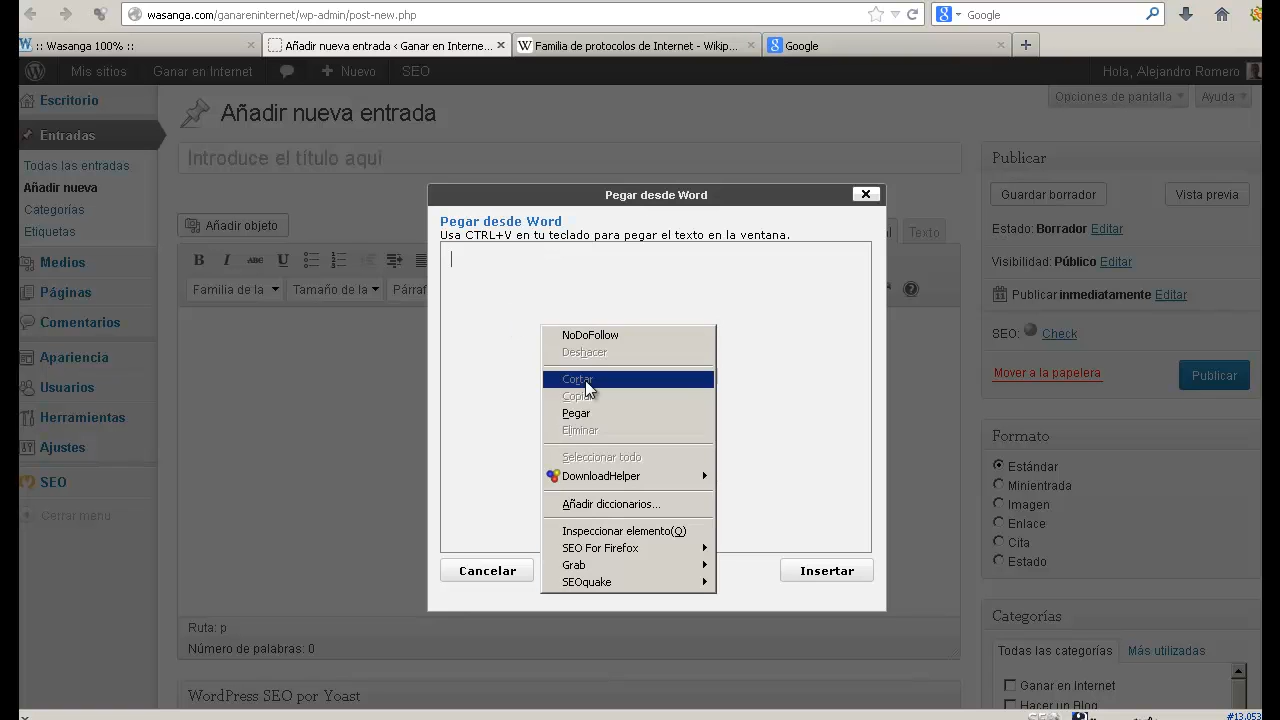 wasanga.com/ganareninternet/wp-admin/post-new.php
Google
:: Wasanga 100% ::
Añadir nueva entrada ‹ Ganar en Interne...
Familia de protocolos de Internet - Wikip...
Google
Mis sitios
Ganar en Internet
Nuevo
SEO
Hola, Alejandro Romero
Escritorio
Entradas
Todas las entradas
Añadir nueva
Categorías
Etiquetas
Medios
Páginas
Comentarios
Apariencia
Usuarios
Herramientas
Ajustes
SEO
Cerrar menú
Añadir nueva entrada
Opciones de pantalla
Ayuda
Introduce el título aquí
Añadir objeto
Texto
B I ABC U
Familia de la
Tamaño de la
Párraf
Ruta: p
Número de palabras: 0
WordPress SEO por Yoast
Pegar desde Word
Pegar desde Word
Usa CTRL+V en tu teclado para pegar el texto en la ventana.
NoDoFollow
Deshacer
Cortar
Pegar
Eliminar
Seleccionar todo
DownloadHelper
Añadir diccionarios...
Inspeccionar elemento(Q)
SEO For Firefox
Grab
SEOquake
Cancelar
Insertar
Publicar
Guardar borrador
Vista previa
Estado: Borrador Editar
Visibilidad: Público Editar
Publicar inmediatamente Editar
SEO: Check
Mover a la papelera
Publicar
Formato
Estándar
Minientrada
Imagen
Enlace
Cita
Estado
Categorías
Todas las categorías
Más utilizadas
Ganar en Internet
Hacer un Blog
#13,053